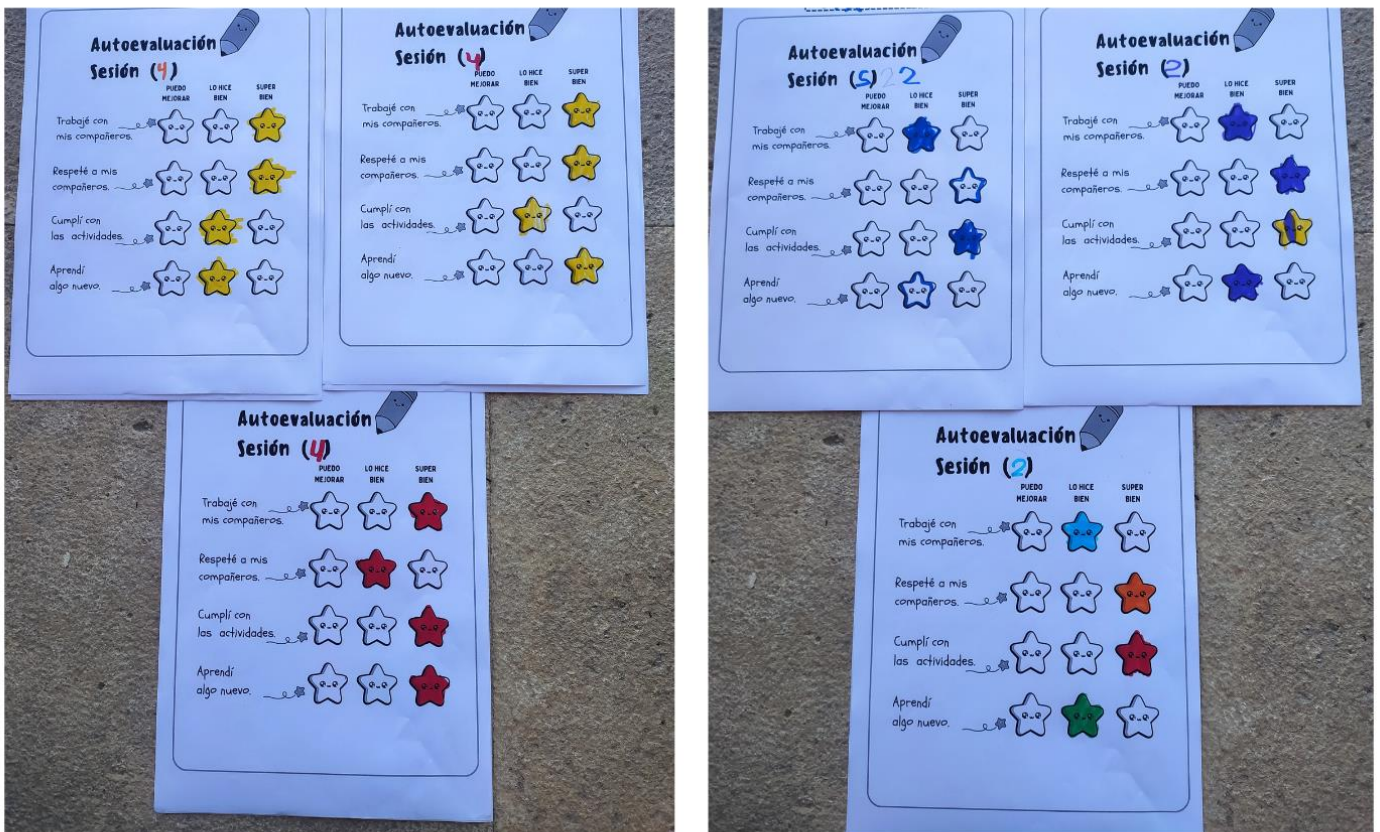 Autoevaluación
Sesión (4)
PUEDO MEJORAR
LO HICE BIEN
SUPER BIEN
Trabajé con
mis compañeros.
Respeté a mis
compañeros.
Cumplí con
las actividades.
Aprendí
algo nuevo.
Autoevaluación
Sesión (4)
PUEDO MEJORAR
LO HICE BIEN
SUPER BIEN
Trabajé con
mis compañeros.
Respeté a mis
compañeros.
Cumplí con
las actividades.
Aprendí
algo nuevo.
Autoevaluación
Sesión (4)
PUEDO MEJORAR
LO HICE BIEN
SUPER BIEN
Trabajé con
mis compañeros.
Respeté a mis
compañeros.
Cumplí con
las actividades.
Aprendí
algo nuevo.
Autoevaluación
Sesión (5) 2 2
PUEDO MEJORAR
LO HICE BIEN
SUPER BIEN
Trabajé con
mis compañeros.
Respeté a mis
compañeros.
Cumplí con
las actividades.
Aprendí
algo nuevo.
Autoevaluación
Sesión (2)
PUEDO MEJORAR
LO HICE BIEN
SUPER BIEN
Trabajé con
mis compañeros.
Respeté a mis
compañeros.
Cumplí con
las actividades.
Aprendí
algo nuevo.
Autoevaluación
Sesión (2)
PUEDO MEJORAR
LO HICE BIEN
SUPER BIEN
Trabajé con
mis compañeros.
Respeté a mis
compañeros.
Cumplí con
las actividades.
Aprendí
algo nuevo.